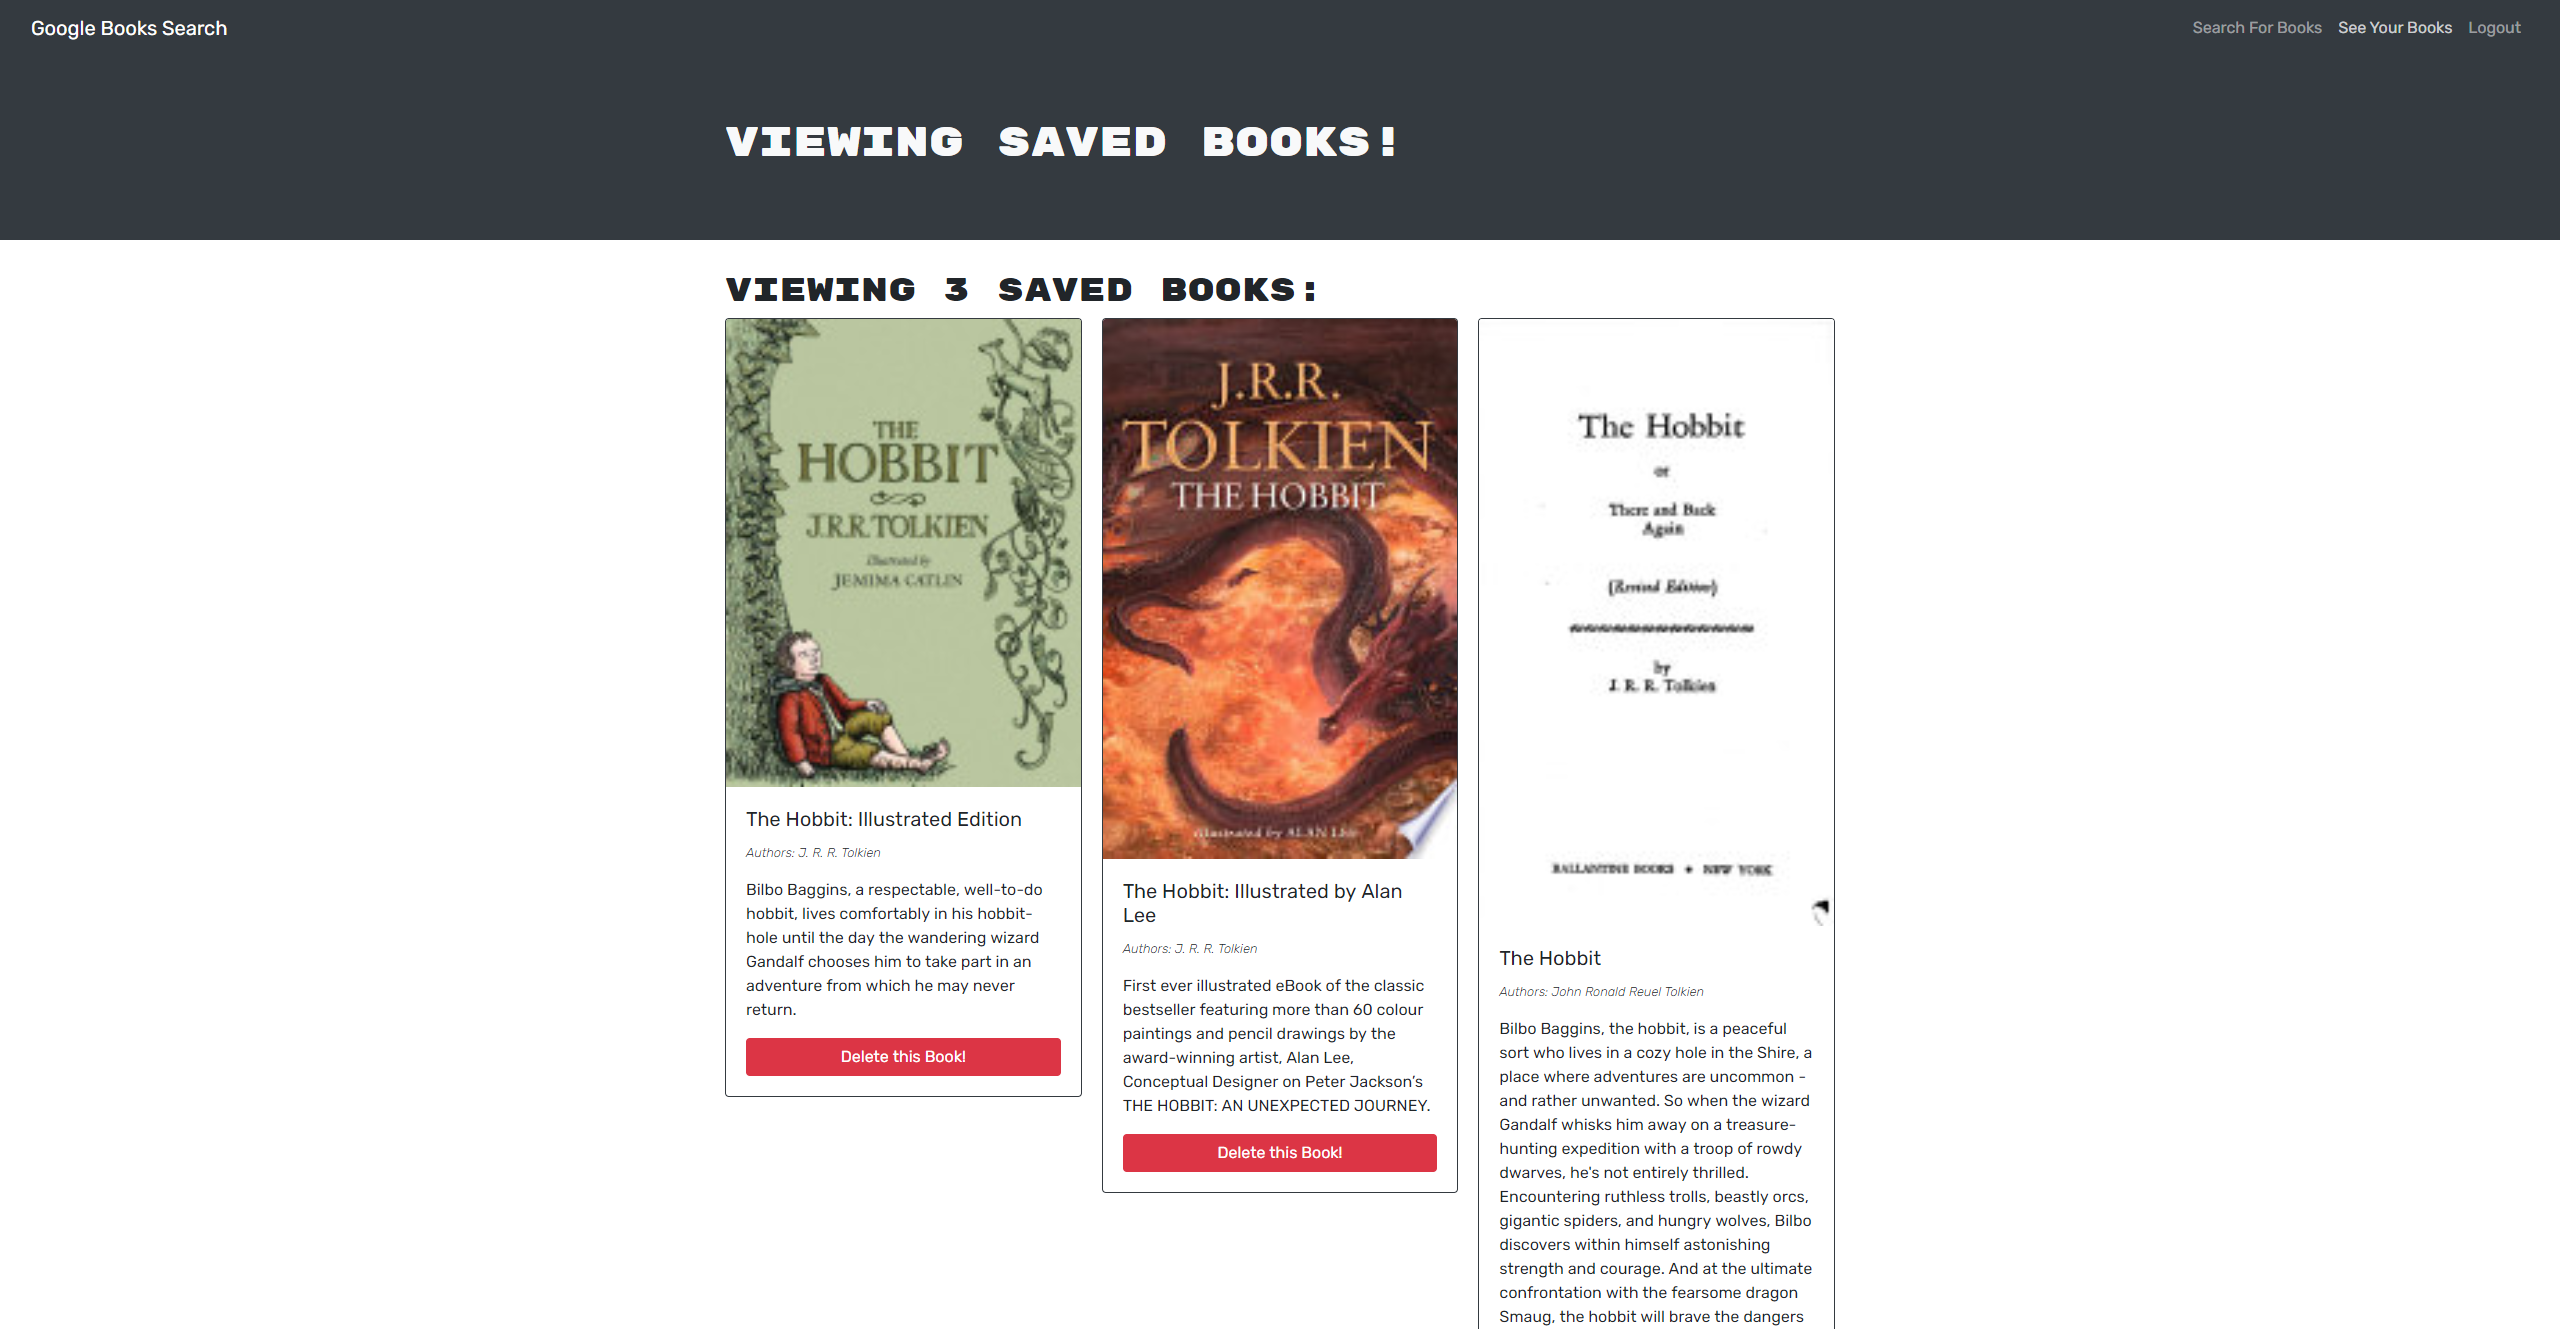 Google Books Search
Search For Books See Your Books Logout
VIEWING SAVED BOOKS!
VIEWING 3 SAVED BOOKS:
THE
HOBBIT
J.R.R. TOLKIEN
Illustrated by
JEMIMA CATLIN
The Hobbit: Illustrated Edition
Authors: J. R. R. Tolkien
Bilbo Baggins, a respectable, well-to-do
hobbit, lives comfortably in his hobbit-
hole until the day the wandering wizard
Gandalf chooses him to take part in an
adventure from which he may never
return.
Delete this Book!
J.R.R.
TOLKIEN
THE HOBBIT
illustrated by ALAN LEE
The Hobbit: Illustrated by Alan
Lee
Authors: J. R. R. Tolkien
First ever illustrated eBook of the classic
bestseller featuring more than 60 colour
paintings and pencil drawings by the
award-winning artist, Alan Lee,
Conceptual Designer on Peter Jackson’s
THE HOBBIT: AN UNEXPECTED JOURNEY.
Delete this Book!
The Hobbit
or
There and Back
Again
(Revised Edition)
by
J. R. R. Tolkien
BALLANTINE BOOKS • NEW YORK
The Hobbit
Authors: John Ronald Reuel Tolkien
Bilbo Baggins, the hobbit, is a peaceful
sort who lives in a cozy hole in the Shire, a
place where adventures are uncommon -
and rather unwanted. So when the wizard
Gandalf whisks him away on a treasure-
hunting expedition with a troop of rowdy
dwarves, he's not entirely thrilled.
Encountering ruthless trolls, beastly orcs,
gigantic spiders, and hungry wolves, Bilbo
discovers within himself astonishing
strength and courage. And at the ultimate
confrontation with the fearsome dragon
Smaug, the hobbit will brave the dangers